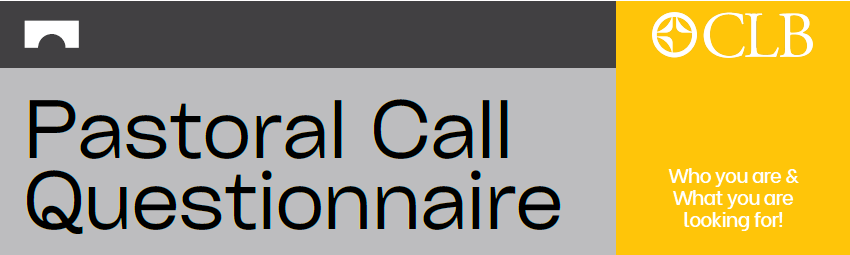 CLB
Pastoral Call
Questionnaire
Who you are &
What you are
looking for!